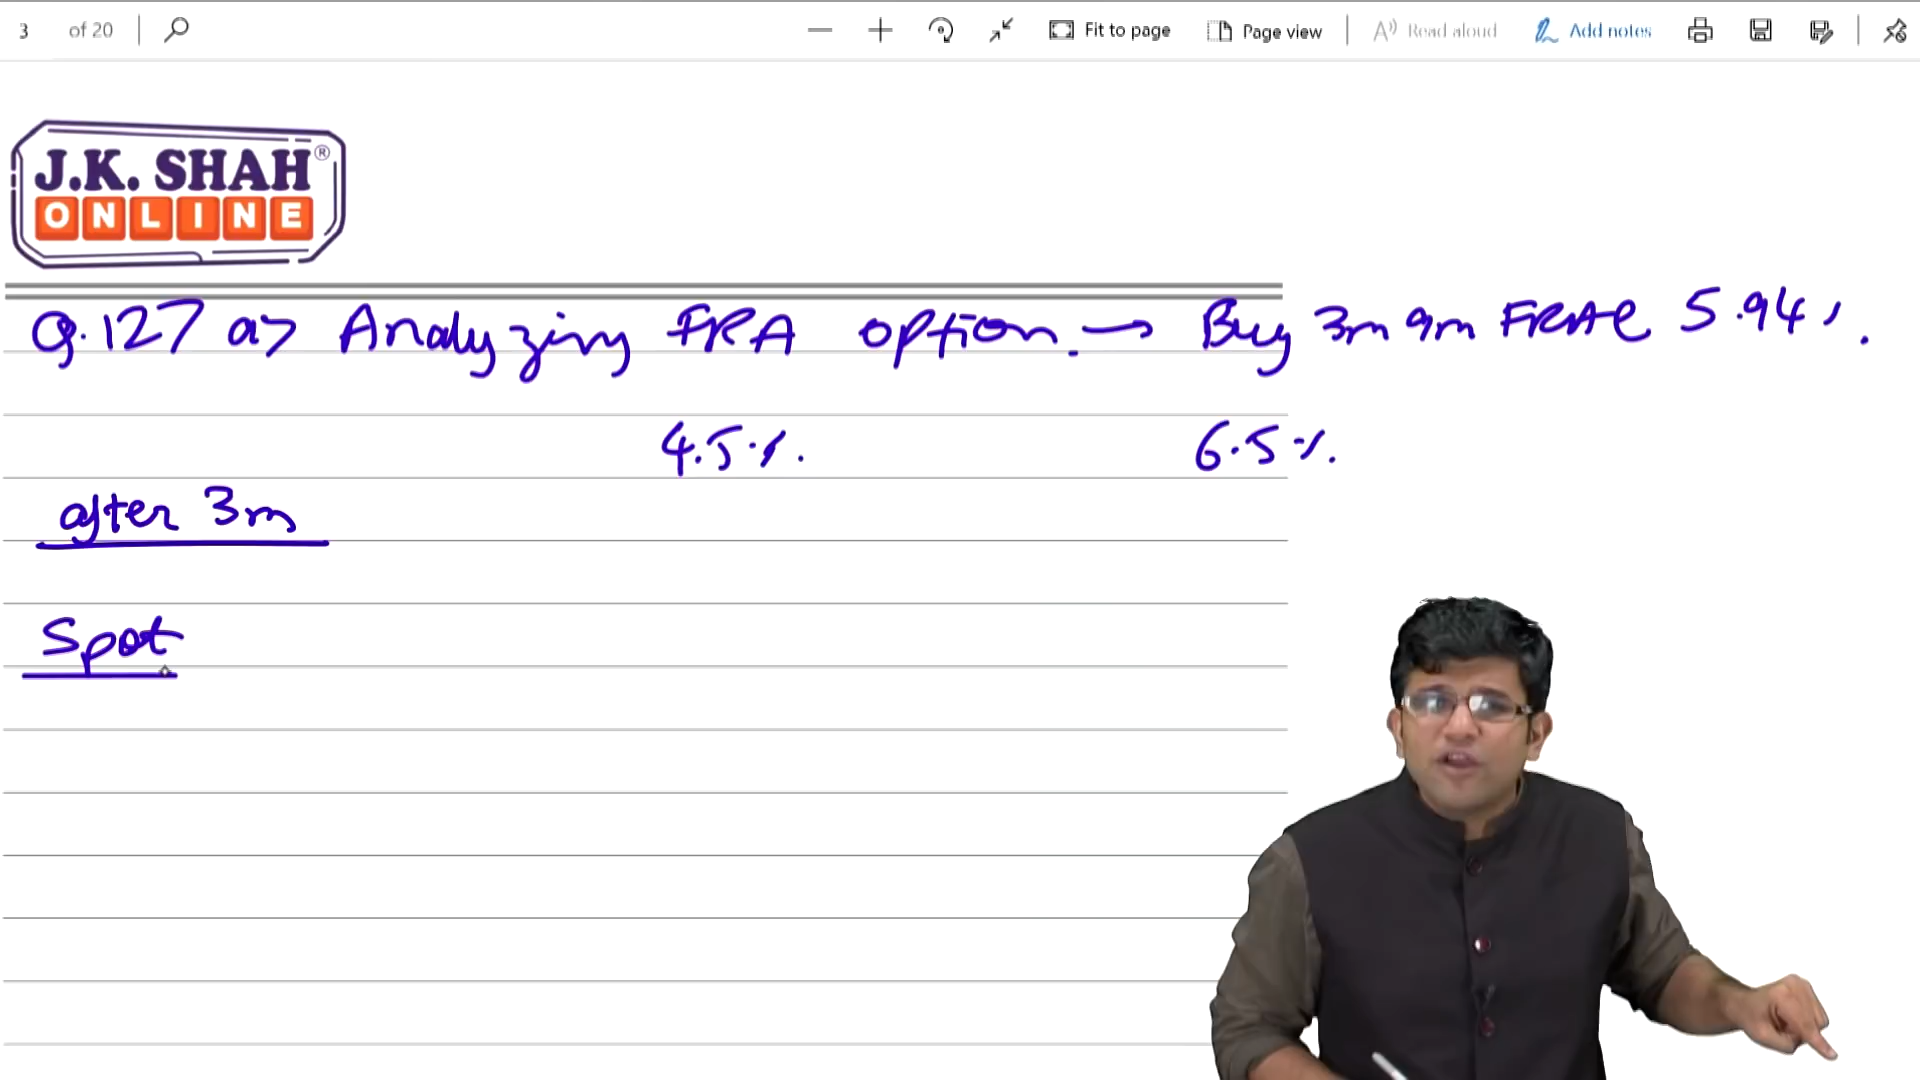 3 of 20 Fit to page Page view Read aloud Add notes
J.K. SHAH®
ONLINE
Q.127 a> Analyzing FRA option. → Buy 3m 9m FRA @ 5.94%.
4.5%. 6.5%.
after 3m
Spot